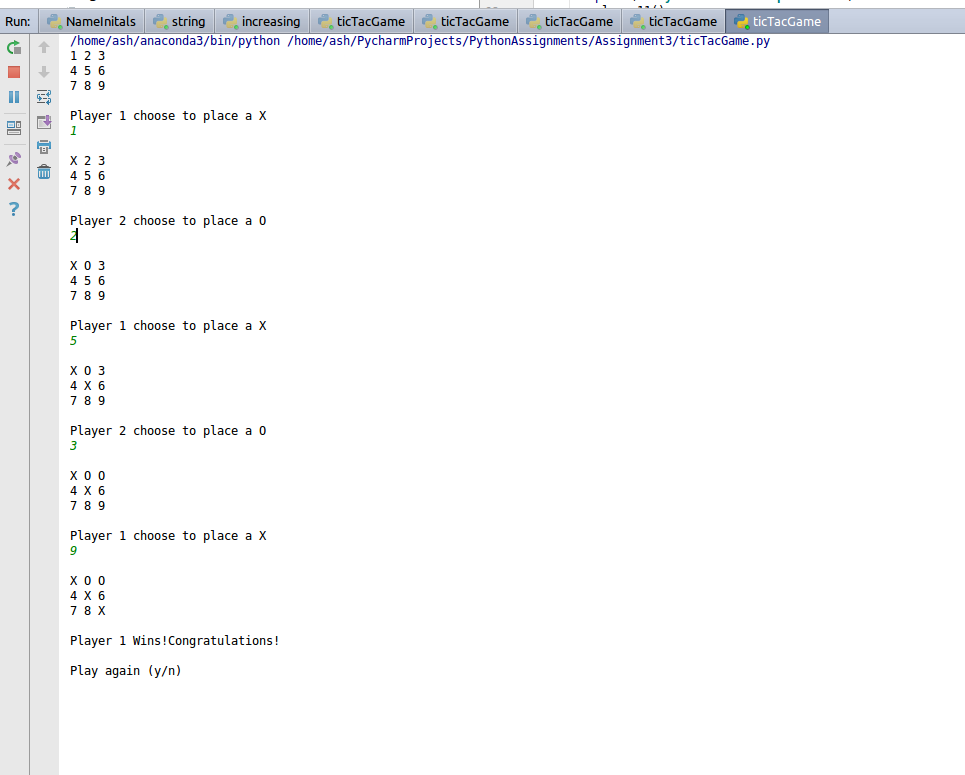 Run: NameInitals string increasing ticTacGame ticTacGame ticTacGame ticTacGame ticTacGame
/home/ash/anaconda3/bin/python /home/ash/PycharmProjects/PythonAssignments/Assignment3/ticTacGame.py
1 2 3
4 5 6
7 8 9
Player 1 choose to place a X
1
X 2 3
4 5 6
7 8 9
Player 2 choose to place a O
2
X O 3
4 5 6
7 8 9
Player 1 choose to place a X
5
X O 3
4 X 6
7 8 9
Player 2 choose to place a O
3
X O O
4 X 6
7 8 9
Player 1 choose to place a X
9
X O O
4 X 6
7 8 X
Player 1 Wins!Congratulations!
Play again (y/n)